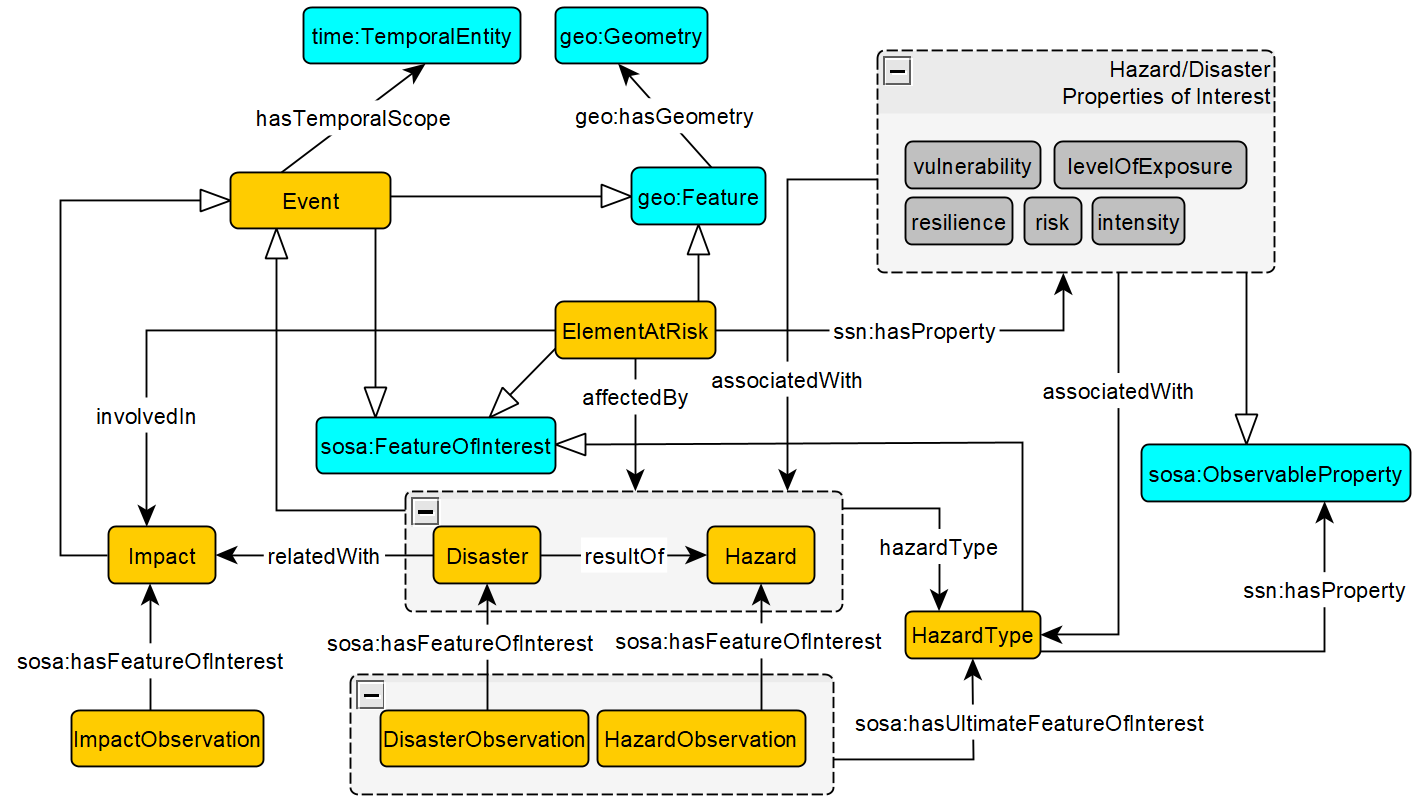 time:TemporalEntity
geo:Geometry
Hazard/Disaster
Properties of Interest
hasTemporalScope
geo:hasGeometry
vulnerability
levelOfExposure
Event
geo:Feature
resilience
risk
intensity
ElementAtRisk
ssn:hasProperty
associatedWith
affectedBy
associatedWith
involvedIn
sosa:FeatureOfInterest
sosa:ObservableProperty
hazardType
Impact
relatedWith
Disaster
resultOf
Hazard
ssn:hasProperty
HazardType
sosa:hasFeatureOfInterest
sosa:hasFeatureOfInterest
sosa:hasFeatureOfInterest
sosa:hasUltimateFeatureOfInterest
ImpactObservation
DisasterObservation
HazardObservation